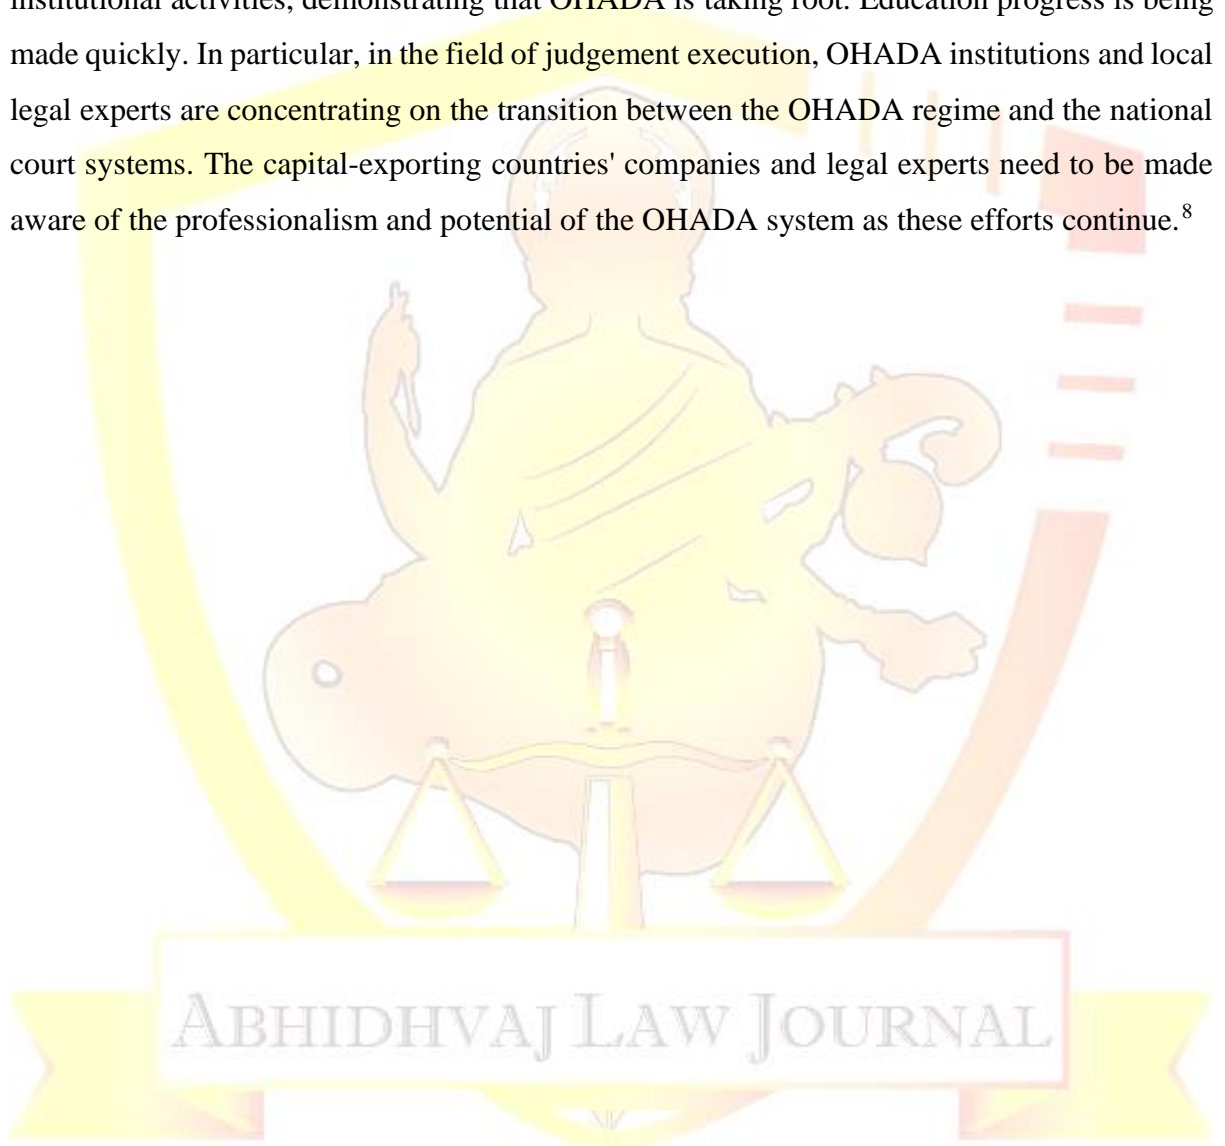 institutional activities, demonstrating that OHADA is taking root. Education progress is being
made quickly. In particular, in the field of judgement execution, OHADA institutions and local
legal experts are concentrating on the transition between the OHADA regime and the national
court systems. The capital-exporting countries' companies and legal experts need to be made
aware of the professionalism and potential of the OHADA system as these efforts continue.⁸
ABHIDHVAJ LAW JOURNAL